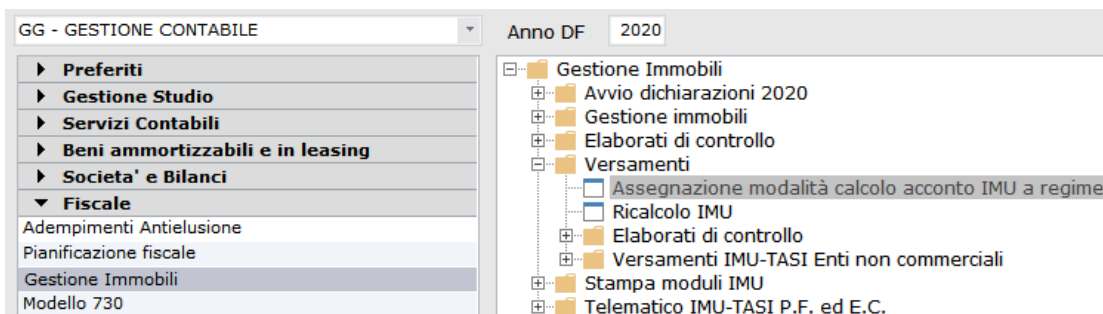 GG - GESTIONE CONTABILE
Anno DF 2020
Preferiti
Gestione Studio
Servizi Contabili
Beni ammortizzabili e in leasing
Societa' e Bilanci
Fiscale
Adempimenti Antielusione
Pianificazione fiscale
Gestione Immobili
Modello 730
Gestione Immobili
Avvio dichiarazioni 2020
Gestione immobili
Elaborati di controllo
Versamenti
Assegnazione modalità calcolo acconto IMU a regime
Ricalcolo IMU
Elaborati di controllo
Versamenti IMU-TASI Enti non commerciali
Stampa moduli IMU
Telematico IMU-TASI P.F. ed E.C.